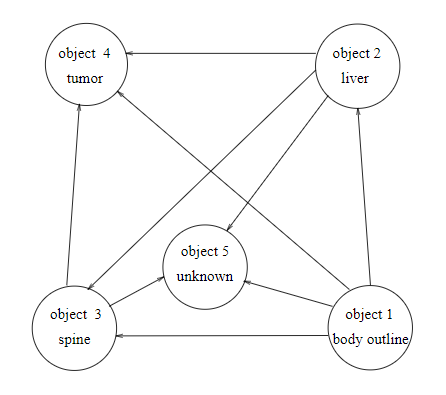 object 4
tumor
object 2
liver
object 5
unknown
object 3
spine
object 1
body outline